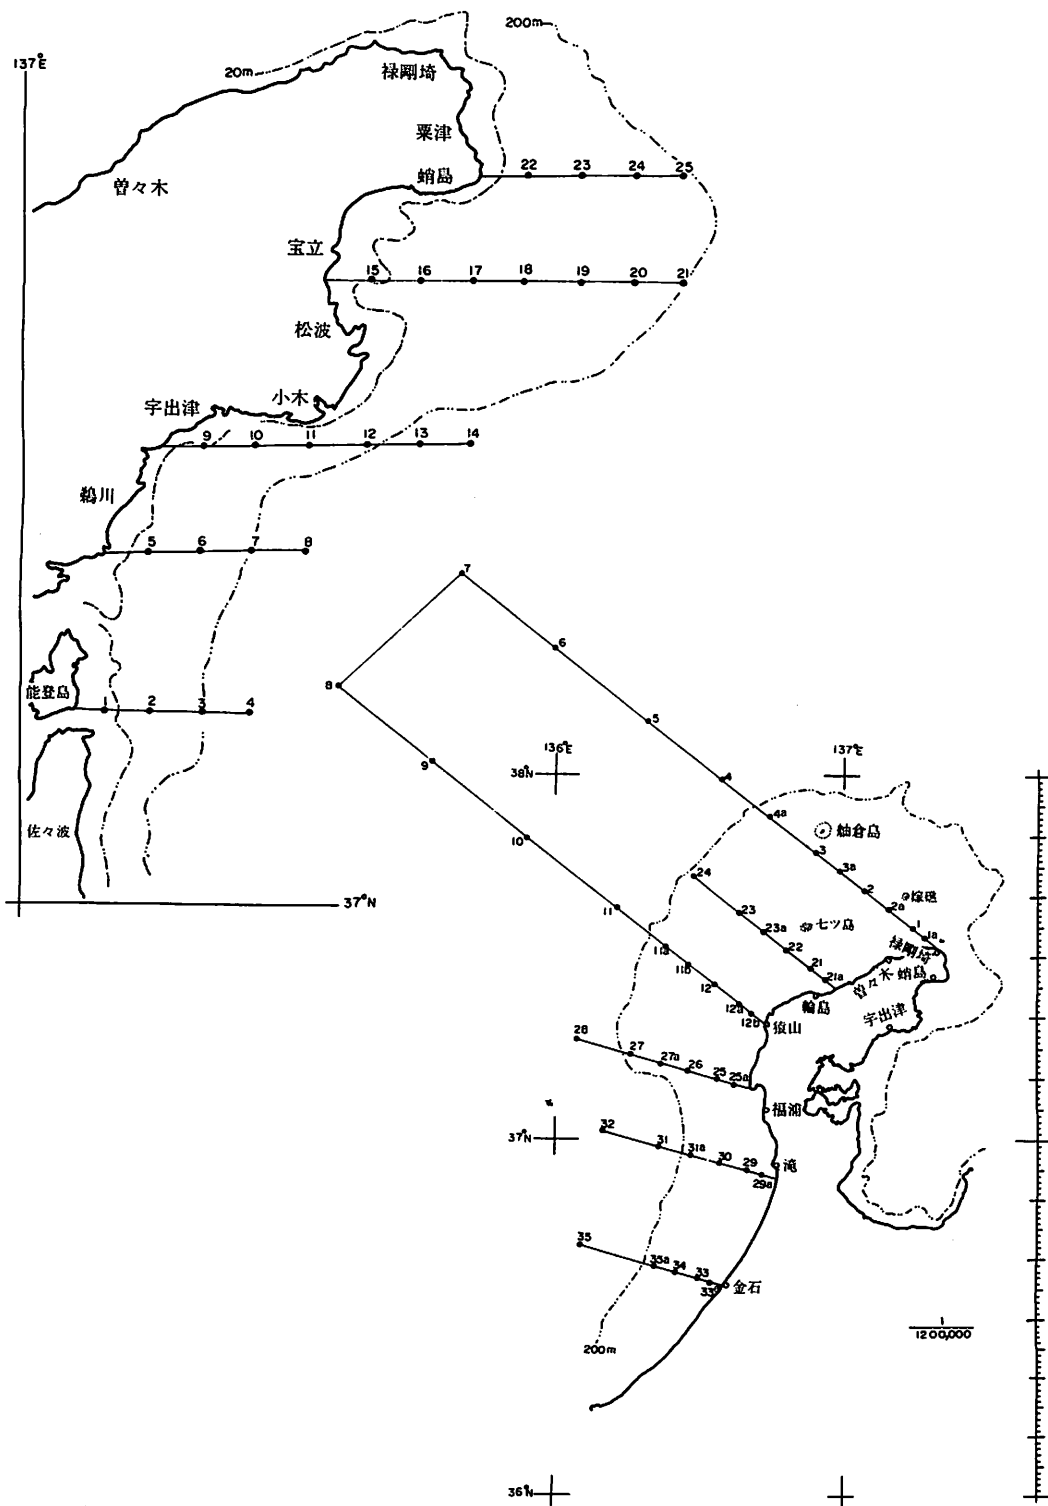 200m
137°E
20m
禄剛埼
粟津
曽々木
蛸島
22 23 24 25
宝立
15 16 17 18 19 20 21
松波
小木
宇出津
9 10 11 12 13 14
鵜川
5 6 7 8
能登島
1 2 3 4
佐々波
37°N
7
6
8
5
136°E
137°E
38°N
4
9
4a
舳倉島
10
3
3a
24
2
嫁礁
2a
11
23
七ツ島
1
23a
1a
22
禄剛埼
11a
21
11b
21a
曽々木
蛸島
12
輪島
12a
宇出津
12b
猿山
28
27
27a
26
25
25a
福浦
32
37°N
31
31a
30
29
滝
29a
35
35a
34
33
金石
1
1200,000
200m
36°N